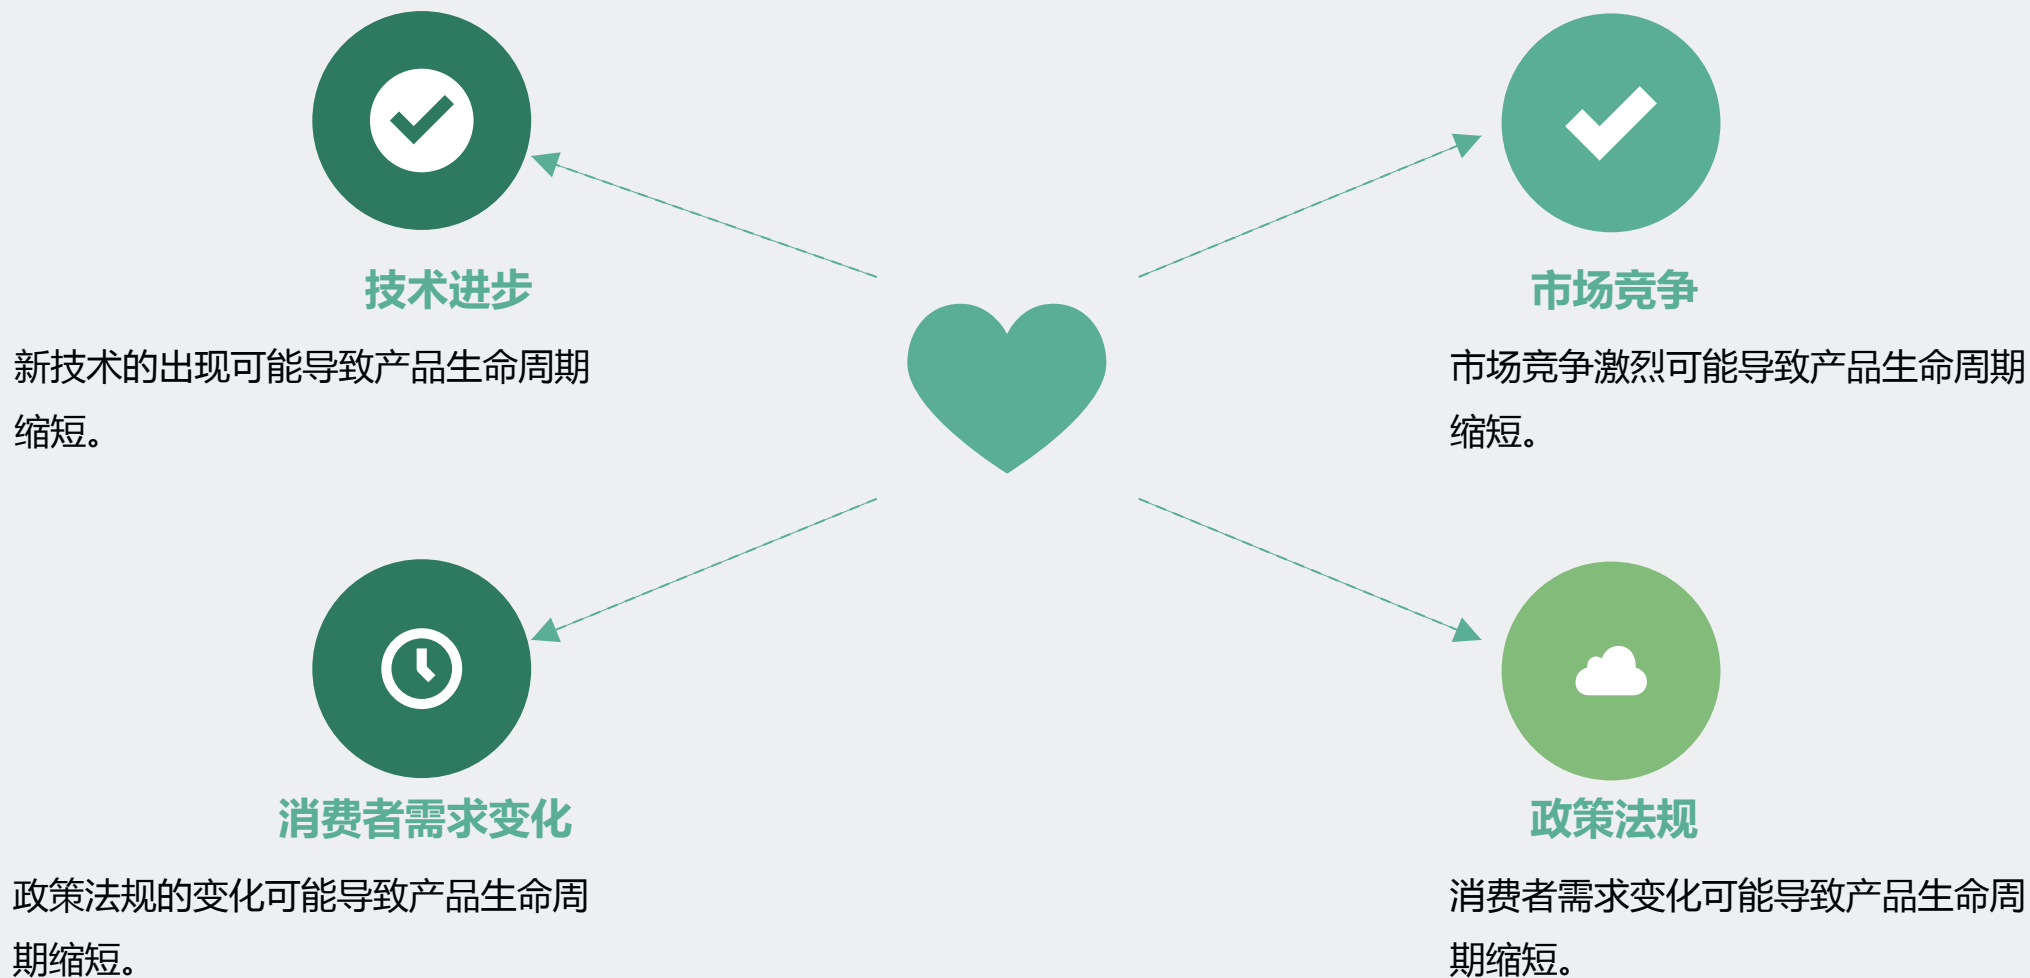 技术进步
新技术的出现可能导致产品生命周期
缩短。
市场竞争
市场竞争激烈可能导致产品生命周期
缩短。
消费者需求变化
政策法规的变化可能导致产品生命周
期缩短。
政策法规
消费者需求变化可能导致产品生命周
期缩短。